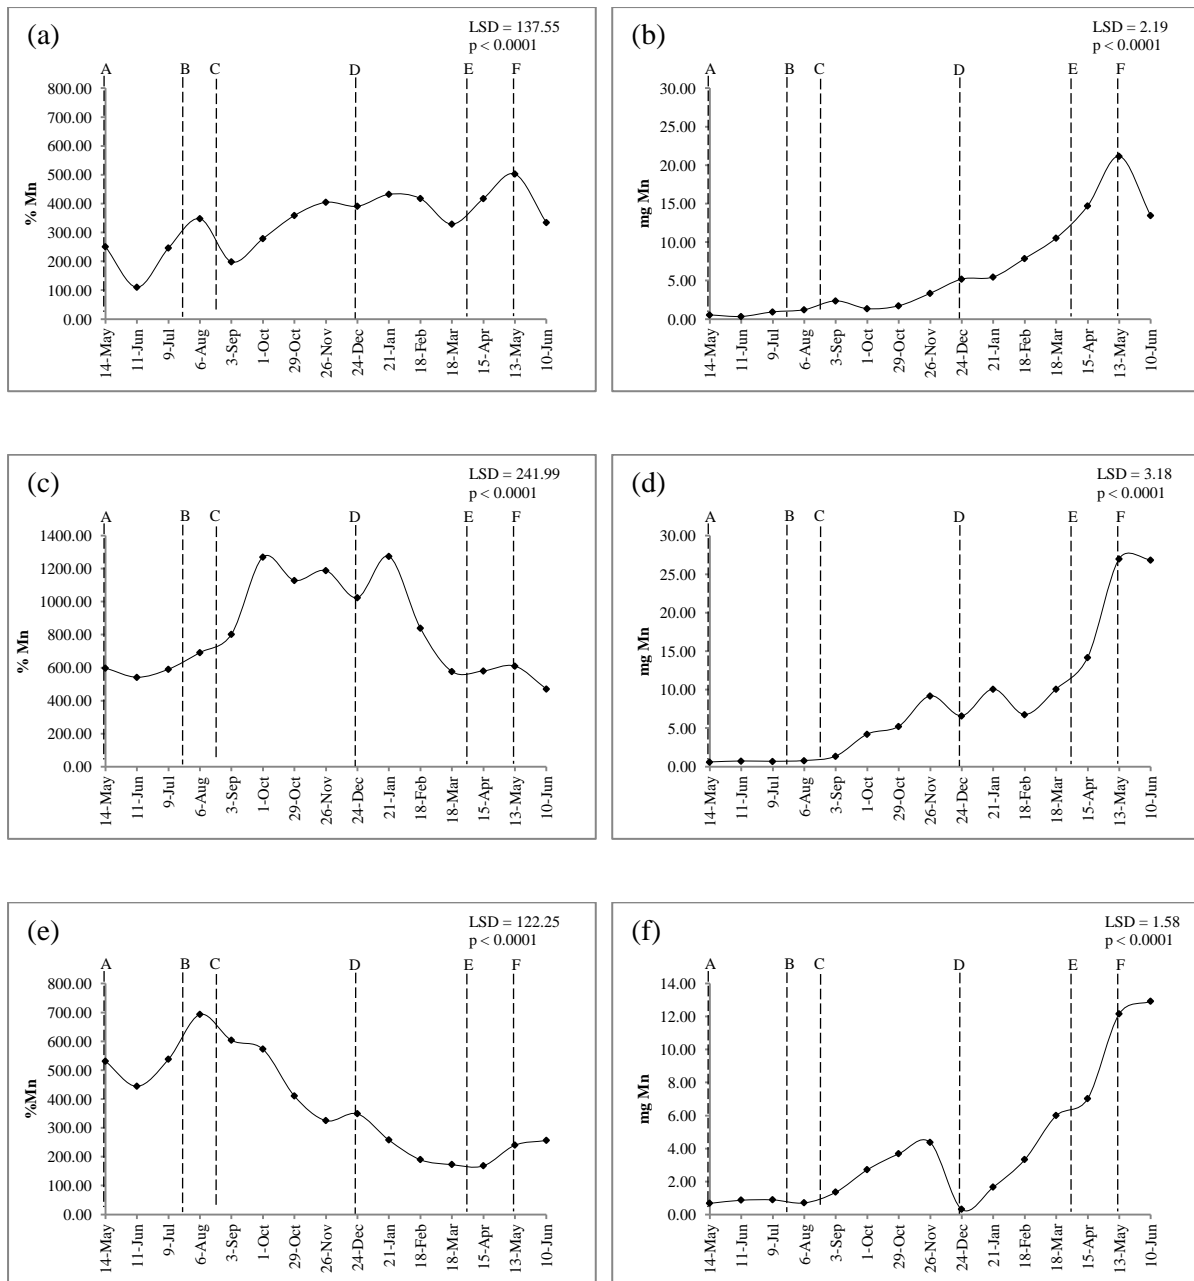 (a)
LSD = 137.55
p < 0.0001
A B C D E F
800.00
700.00
600.00
500.00
400.00
300.00
200.00
100.00
0.00
% Mn
14-May 11-Jun 9-Jul 6-Aug 3-Sep 1-Oct 29-Oct 26-Nov 24-Dec 21-Jan 18-Feb 18-Mar 15-Apr 13-May 10-Jun
(b)
LSD = 2.19
p < 0.0001
A B C D E F
30.00
25.00
20.00
15.00
10.00
5.00
0.00
mg Mn
14-May 11-Jun 9-Jul 6-Aug 3-Sep 1-Oct 29-Oct 26-Nov 24-Dec 21-Jan 18-Feb 18-Mar 15-Apr 13-May 10-Jun
(c)
LSD = 241.99
p < 0.0001
A B C D E F
1400.00
1200.00
1000.00
800.00
600.00
400.00
200.00
0.00
% Mn
14-May 11-Jun 9-Jul 6-Aug 3-Sep 1-Oct 29-Oct 26-Nov 24-Dec 21-Jan 18-Feb 18-Mar 15-Apr 13-May 10-Jun
(d)
LSD = 3.18
p < 0.0001
A B C D E F
30.00
25.00
20.00
15.00
10.00
5.00
0.00
mg Mn
14-May 11-Jun 9-Jul 6-Aug 3-Sep 1-Oct 29-Oct 26-Nov 24-Dec 21-Jan 18-Feb 18-Mar 15-Apr 13-May 10-Jun
(e)
LSD = 122.25
p < 0.0001
A B C D E F
800.00
700.00
600.00
500.00
400.00
300.00
200.00
100.00
0.00
%Mn
14-May 11-Jun 9-Jul 6-Aug 3-Sep 1-Oct 29-Oct 26-Nov 24-Dec 21-Jan 18-Feb 18-Mar 15-Apr 13-May 10-Jun
(f)
LSD = 1.58
p < 0.0001
A B C D E F
14.00
12.00
10.00
8.00
6.00
4.00
2.00
0.00
mg Mn
14-May 11-Jun 9-Jul 6-Aug 3-Sep 1-Oct 29-Oct 26-Nov 24-Dec 21-Jan 18-Feb 18-Mar 15-Apr 13-May 10-Jun